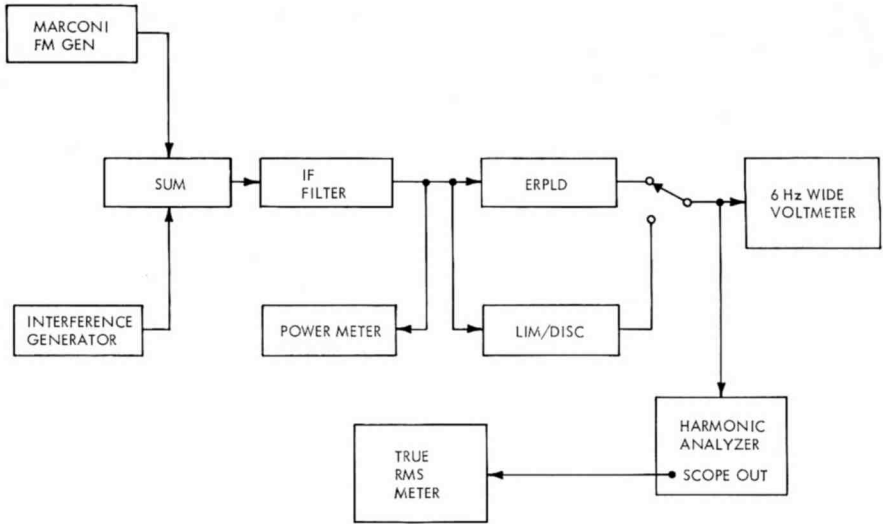 MARCONI
FM GEN
SUM
IF
FILTER
ERPLD
6 Hz WIDE
VOLTMETER
INTERFERENCE
GENERATOR
POWER METER
LIM/DISC
HARMONIC
ANALYZER
SCOPE OUT
TRUE
RMS
METER